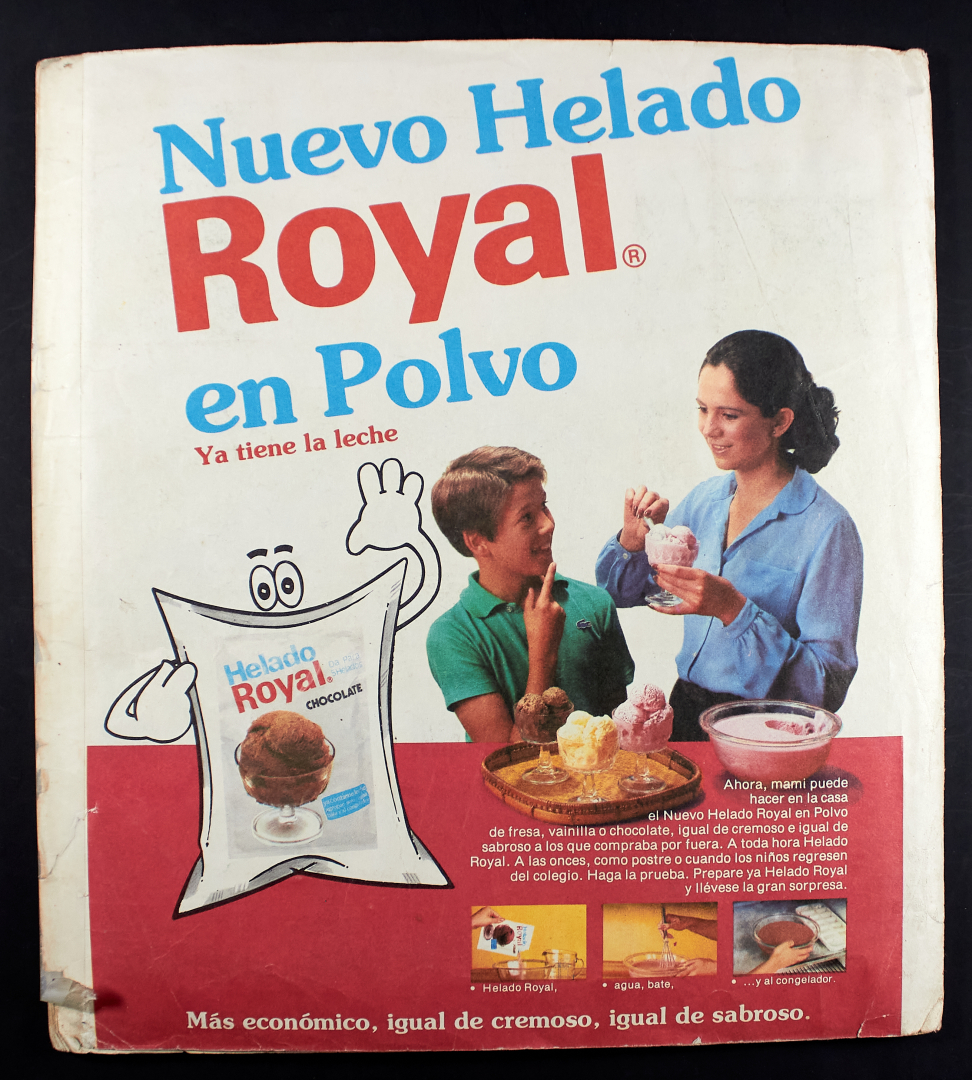 Nuevo Helado
Royal®
en Polvo
Ya tiene la leche
Helado
Royal®
CHOCOLATE
Ahora, mami puede
hacer en la casa
el Nuevo Helado Royal en Polvo
de fresa, vainilla o chocolate, igual de cremoso e igual de
sabroso a los que compraba por fuera. A toda hora Helado
Royal. A las onces, como postre o cuando los niños regresen
del colegio. Haga la prueba. Prepare ya Helado Royal
y llévese la gran sorpresa.
• Helado Royal,
• agua, bate,
• ...y al congelador.
Más económico, igual de cremoso, igual de sabroso.